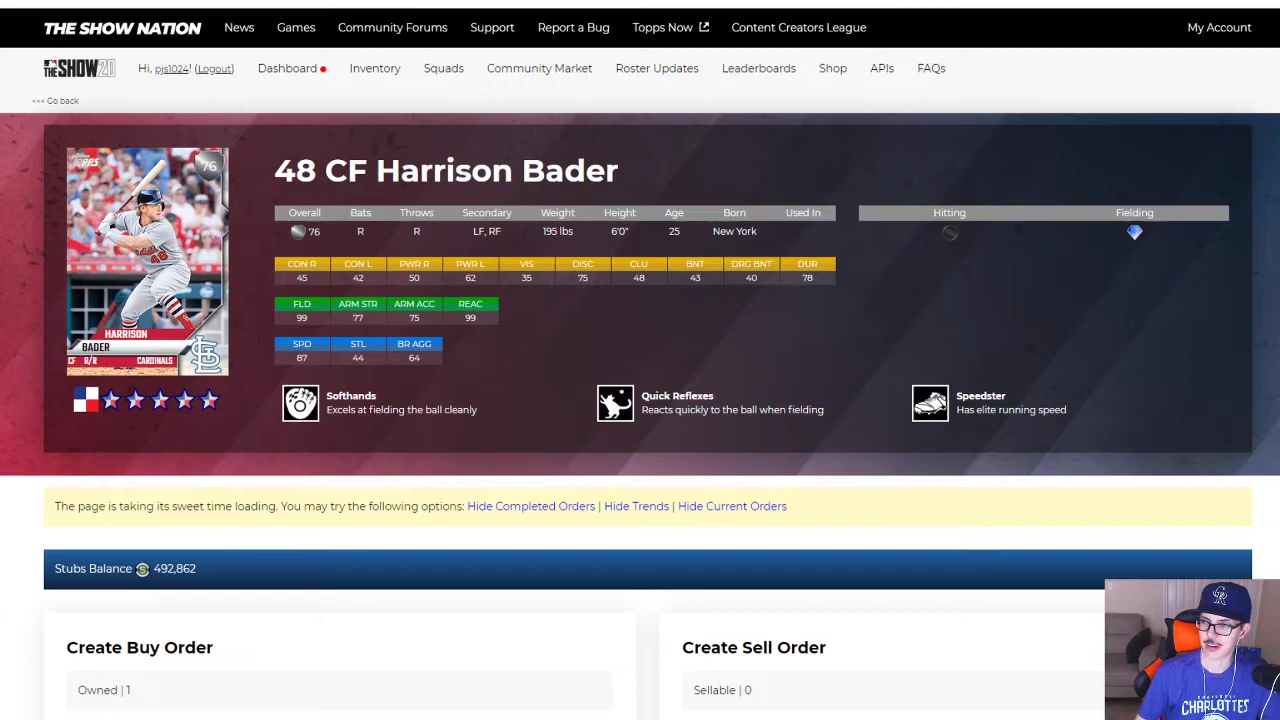 THE SHOW NATION News Games Community Forums Support Report a Bug Topps Now Content Creators League My Account
THE SHOW 20 Hi, pjs1024! (Logout) Dashboard Inventory Squads Community Market Roster Updates Leaderboards Shop APIs FAQs
<<< Go back
Topps 76
HARRISON
BADER
CF R/R CARDINALS
48 CF Harrison Bader
Overall Bats Throws Secondary Weight Height Age Born Used In Hitting Fielding
76 R R LF, RF 195 lbs 6'0" 25 New York
CON R CON L PWR R PWR L VIS DISC CLU BNT DRG BNT DUR
45 42 50 62 35 75 48 43 40 78
FLD ARM STR ARM ACC REAC
99 77 75 99
SPD STL BR AGG
87 44 64
Softhands
Excels at fielding the ball cleanly
Quick Reflexes
Reacts quickly to the ball when fielding
Speedster
Has elite running speed
The page is taking its sweet time loading. You may try the following options: Hide Completed Orders | Hide Trends | Hide Current Orders
Stubs Balance 492,862
Create Buy Order
Owned | 1
Create Sell Order
Sellable | 0
CR
CHARLOTTES